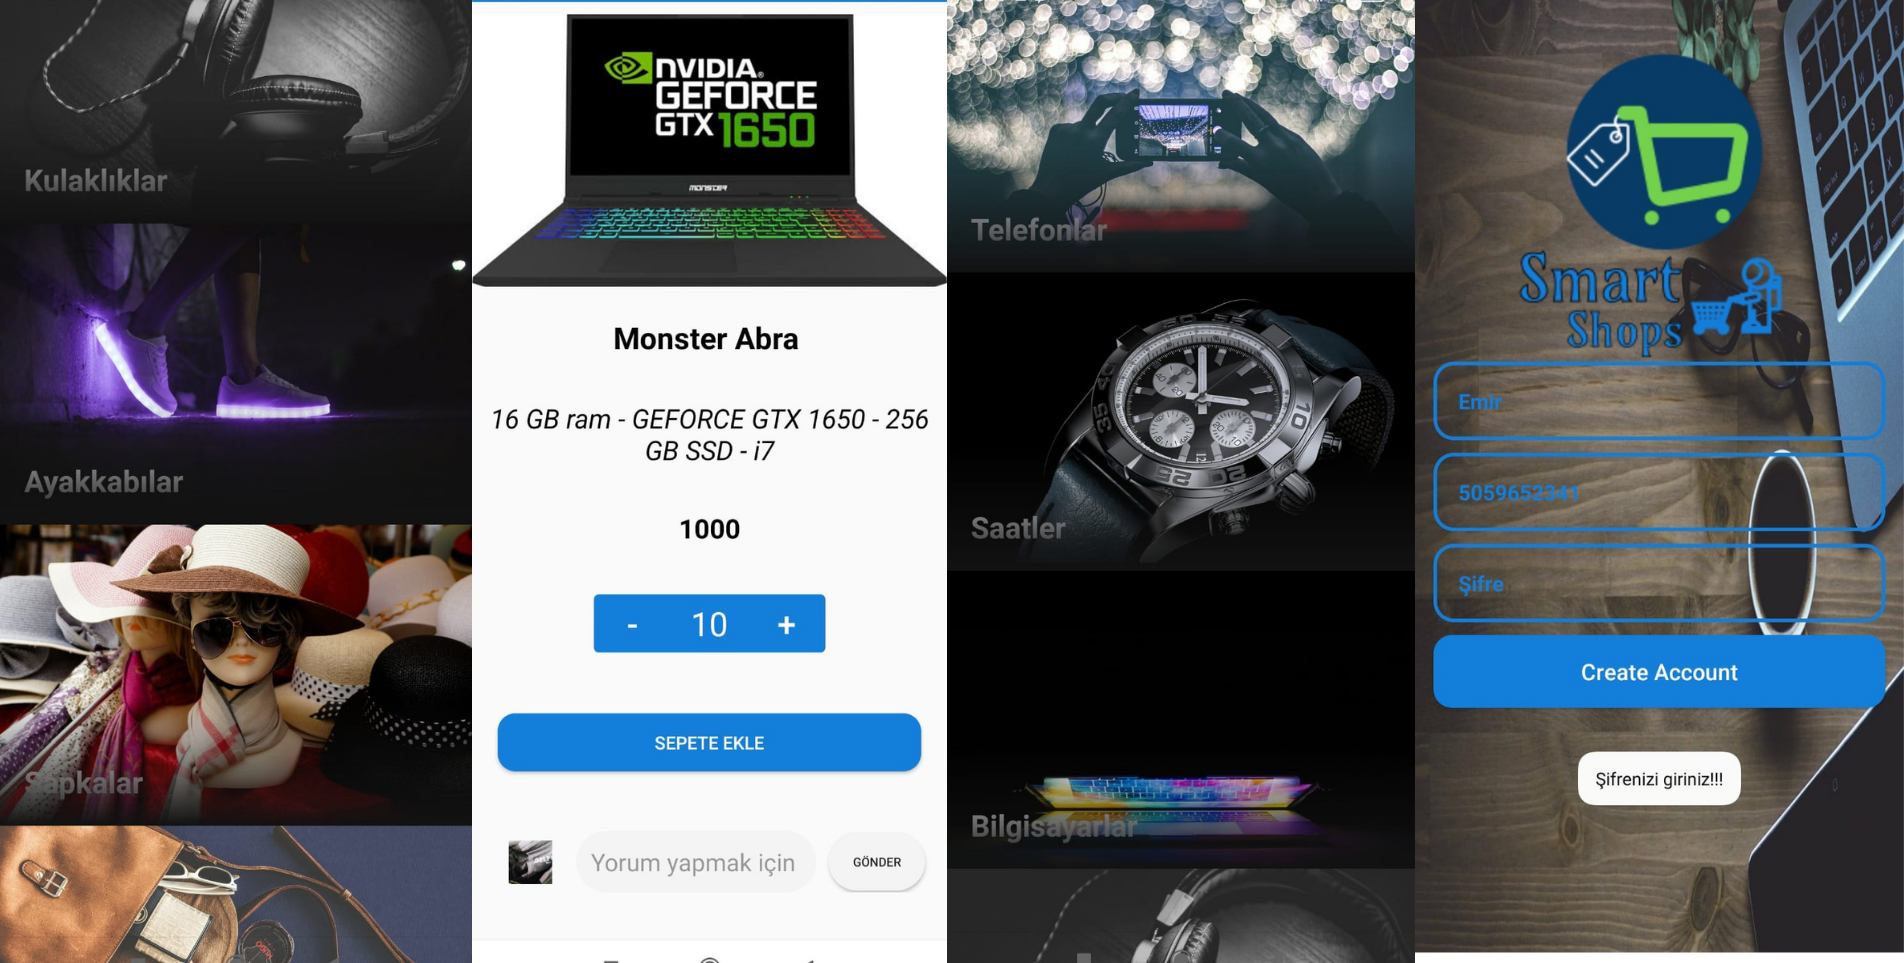 Kulaklıklar
Ayakkabılar
Şapkalar
NVIDIA.
GEFORCE
GTX 1650
MONSTER
Monster Abra
16 GB ram - GEFORCE GTX 1650 - 256
GB SSD - i7
1000
- 10 +
SEPETE EKLE
Yorum yapmak için
GÖNDER
Telefonlar
Saatler
Bilgisayarlar
Smart
Shops
Emir
5059652341
Şifre
Create Account
Şifrenizi giriniz!!!